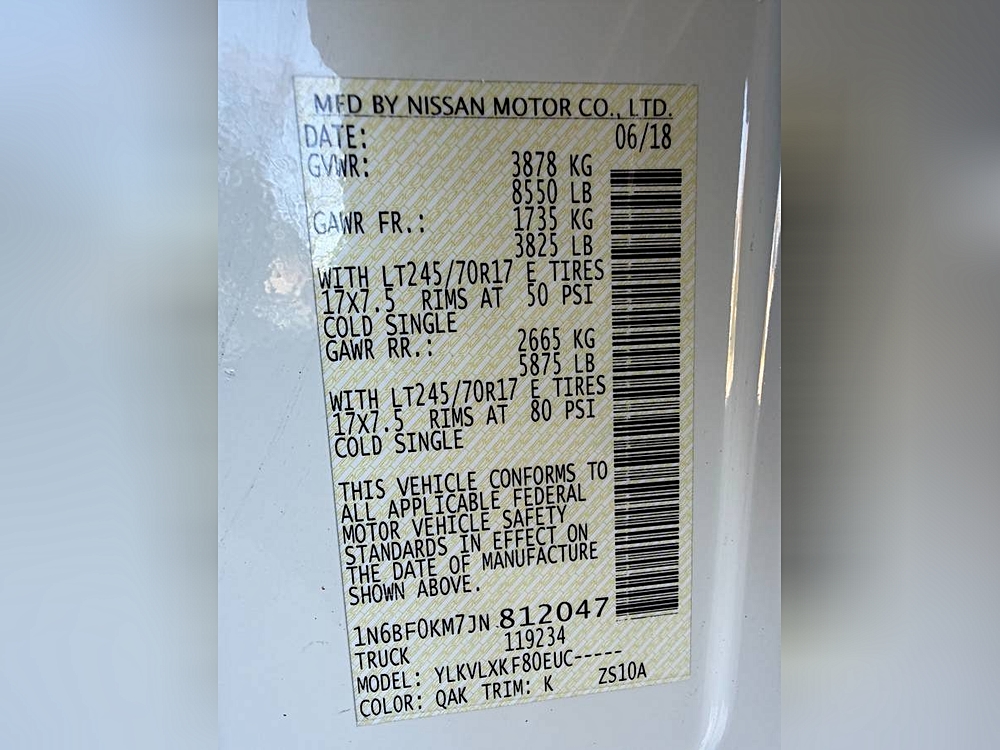 MFD BY NISSAN MOTOR CO., LTD.
DATE: 06/18
GVWR: 3878 KG
8550 LB
GAWR FR.: 1735 KG
3825 LB
WITH LT245/70R17 E TIRES
17X7.5 RIMS AT 50 PSI
COLD SINGLE
GAWR RR.: 2665 KG
5875 LB
WITH LT245/70R17 E TIRES
17X7.5 RIMS AT 80 PSI
COLD SINGLE
THIS VEHICLE CONFORMS TO
ALL APPLICABLE FEDERAL
MOTOR VEHICLE SAFETY
STANDARDS IN EFFECT ON
THE DATE OF MANUFACTURE
SHOWN ABOVE.
1N6BF0KM7JN 812047
TRUCK 119234
MODEL: YLKVLXKF80EUC-----
COLOR: QAK TRIM: K ZS10A